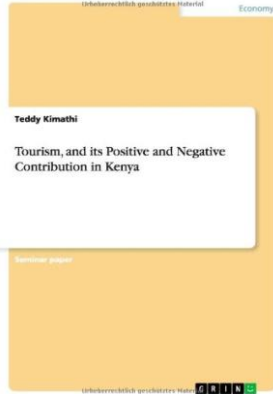 Urheberrechtlich geschütztes Material
Economy
Teddy Kimathi
Tourism, and its Positive and Negative
Contribution in Kenya
Seminar paper
GRIN
Urheberrechtlich geschütztes Material